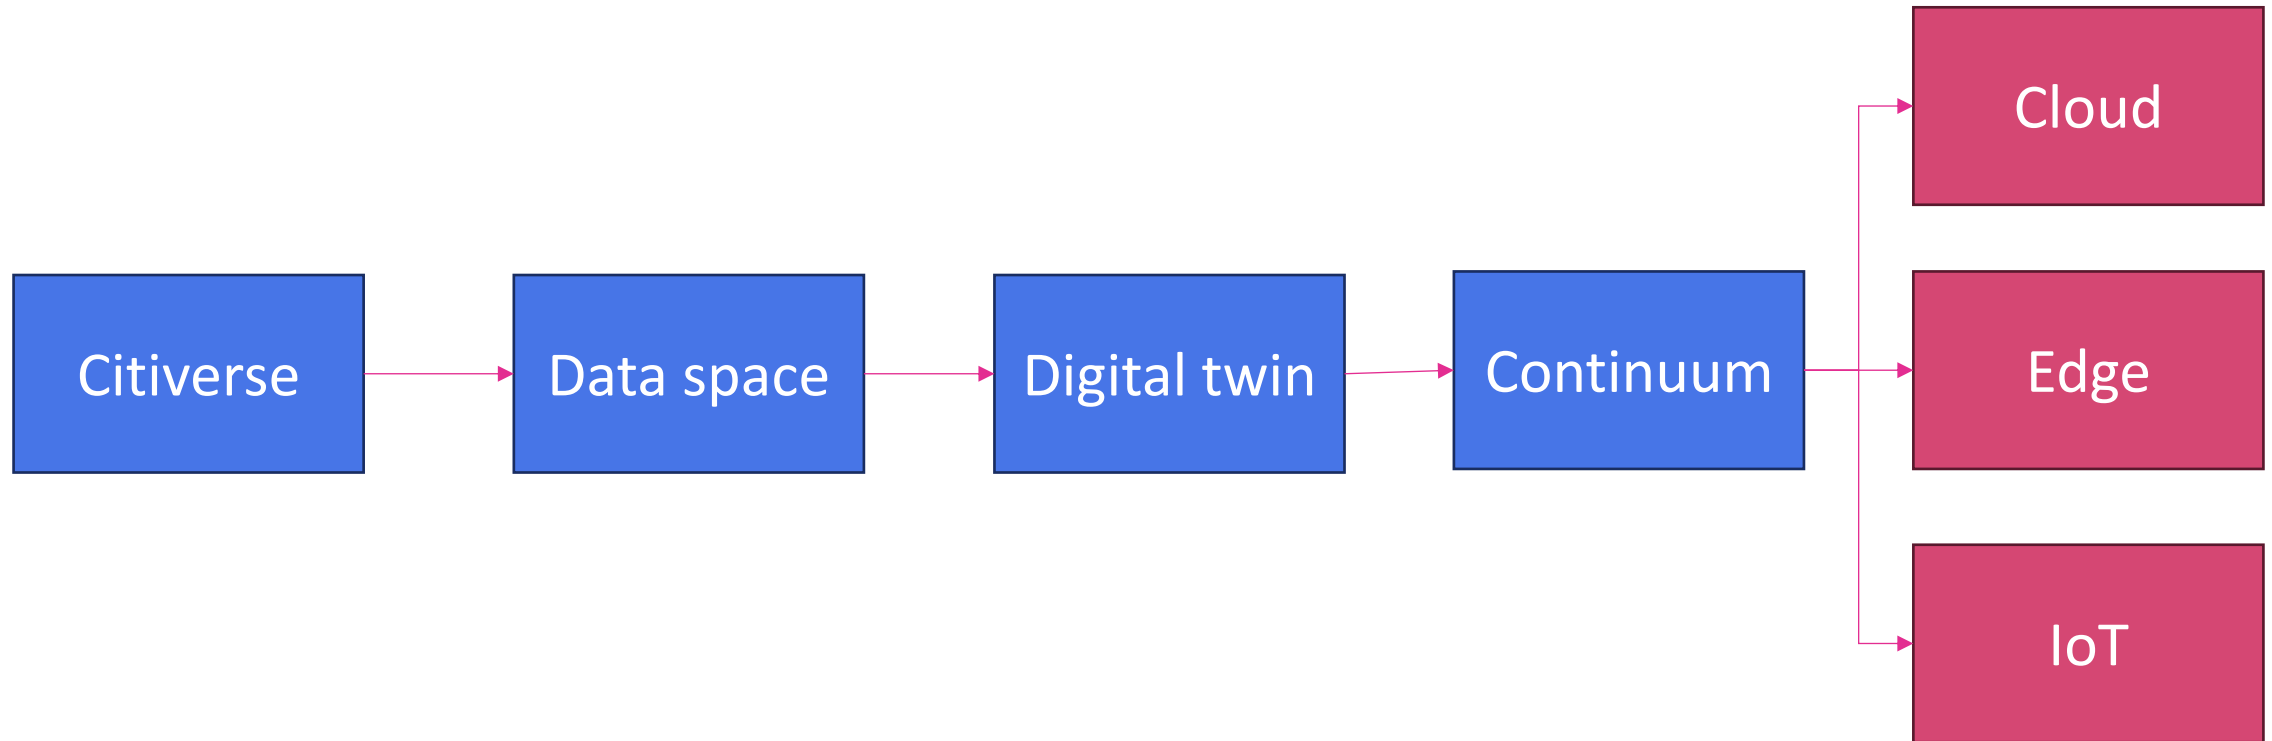 Citiverse
Data space
Digital twin
Continuum
Cloud
Edge
IoT